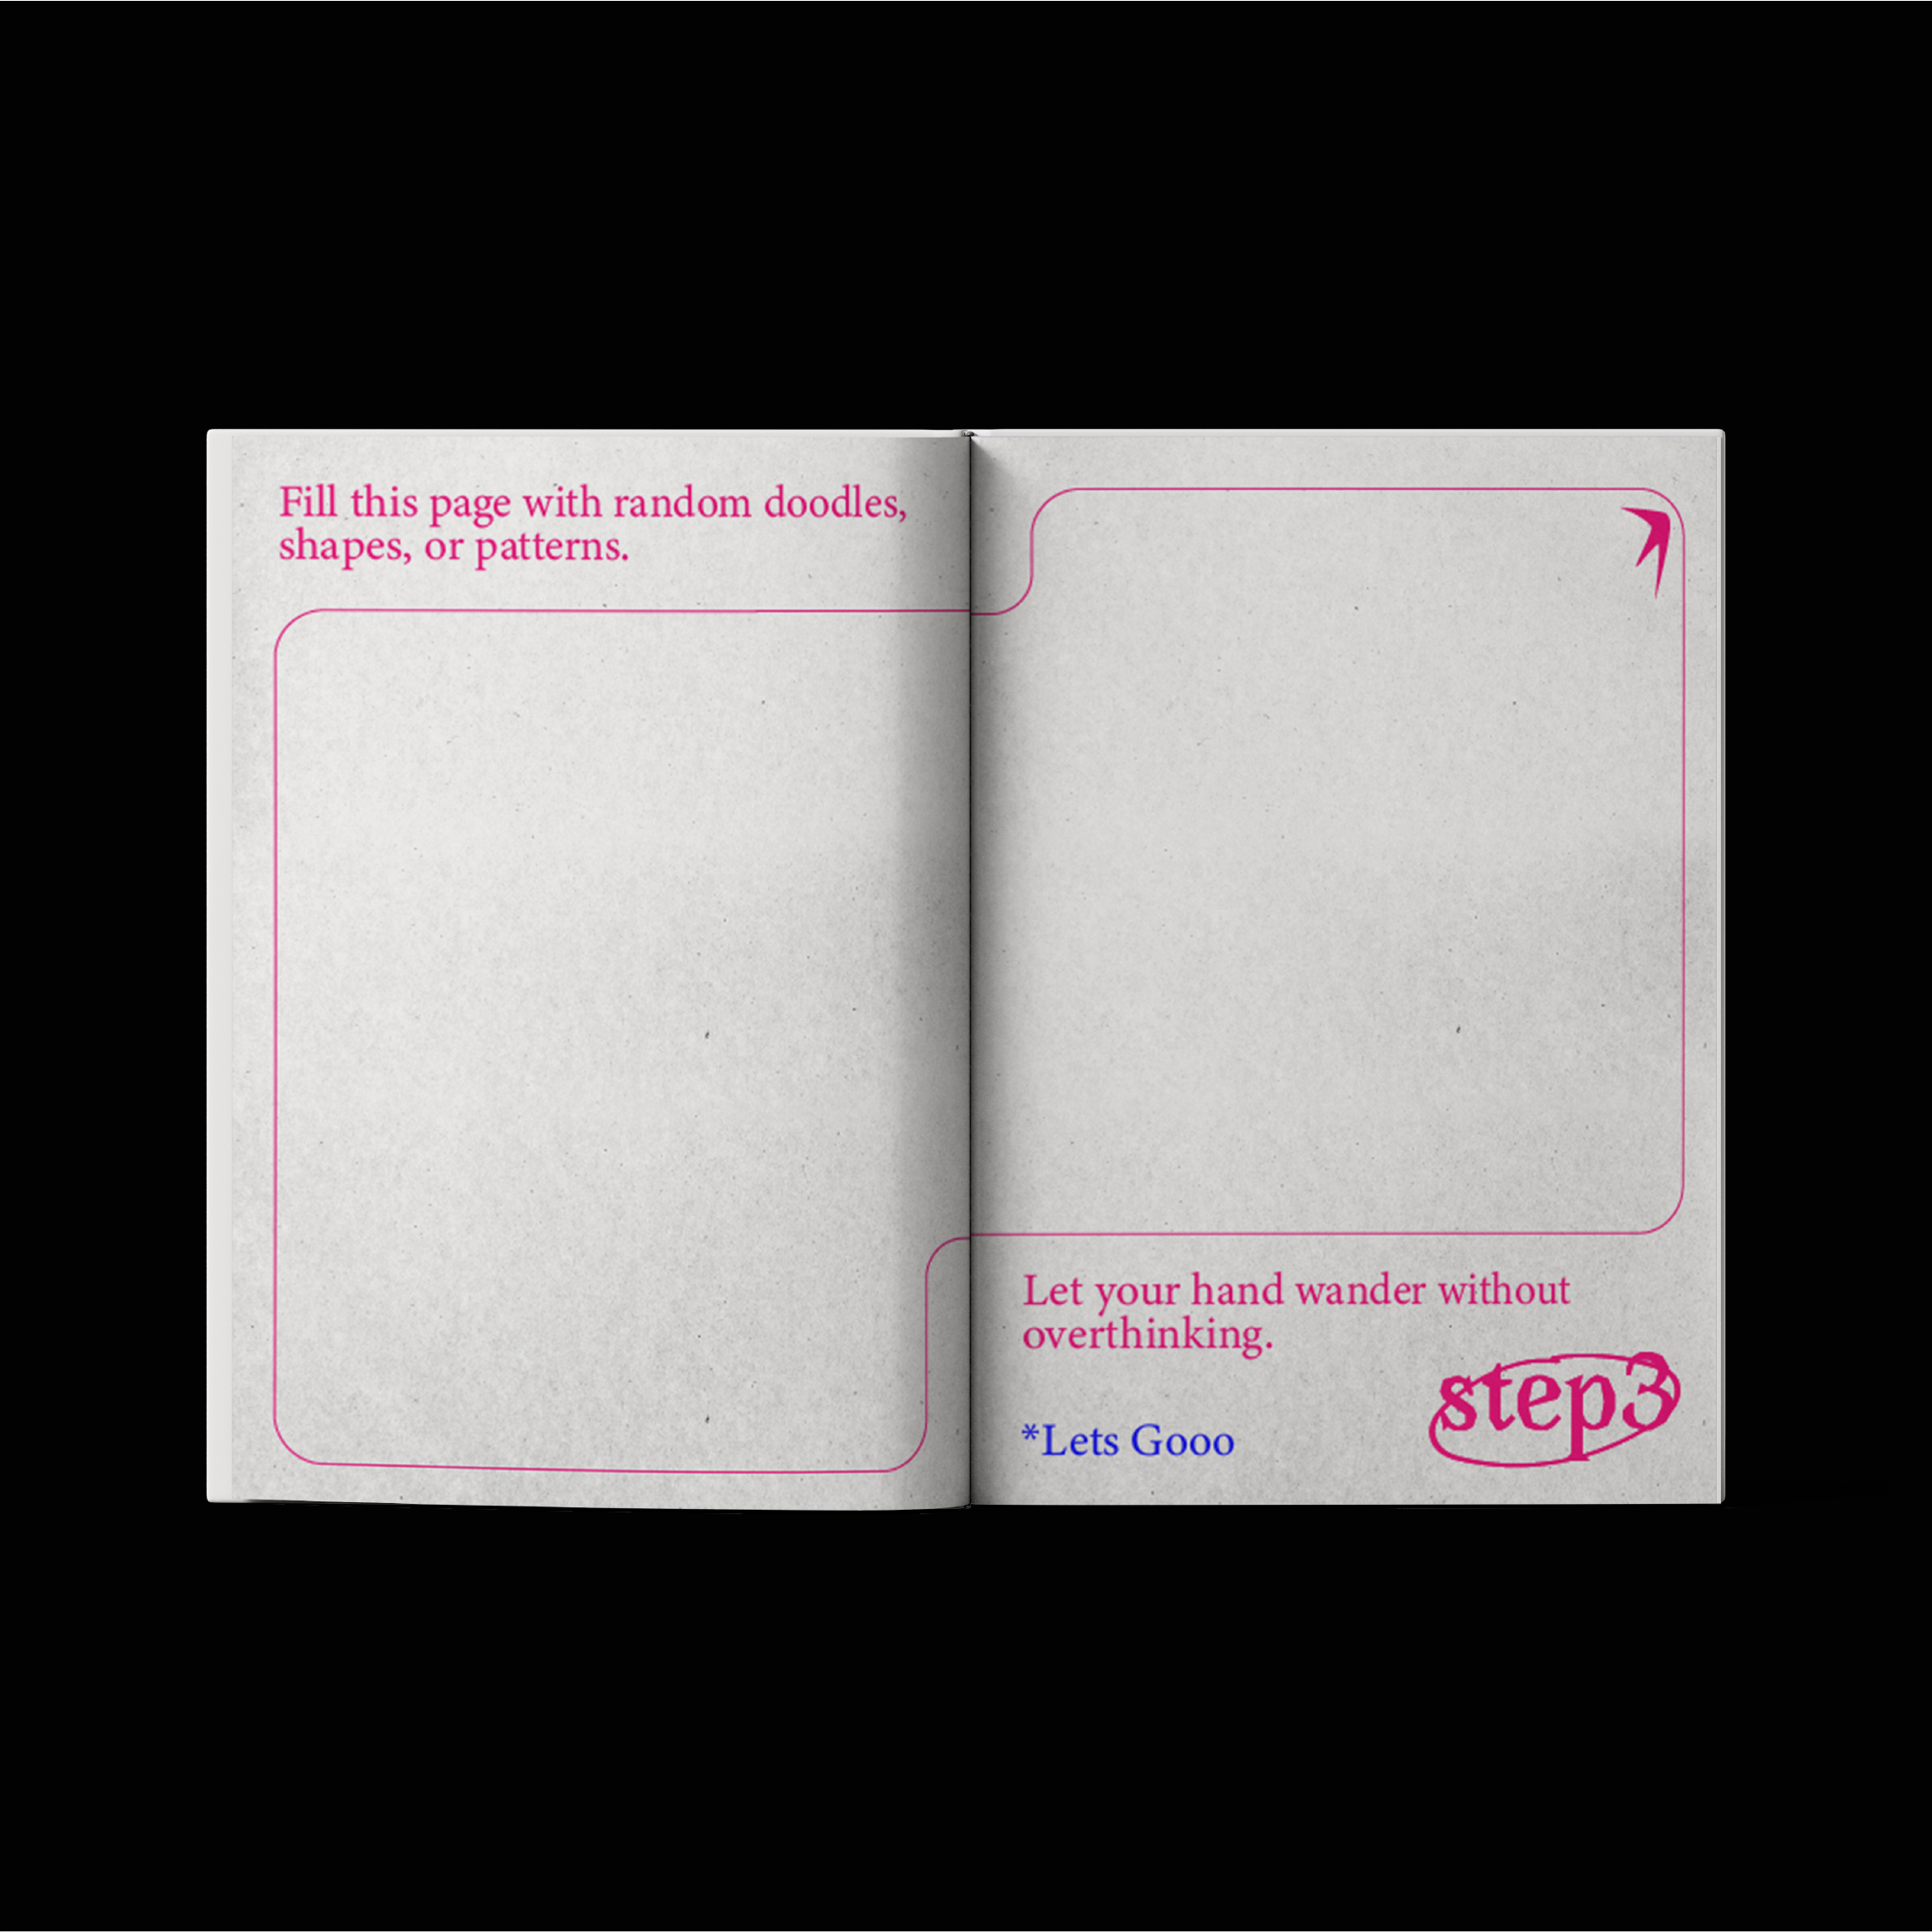 Fill this page with random doodles,
shapes, or patterns.
Let your hand wander without
overthinking.
step3
*Lets Gooo